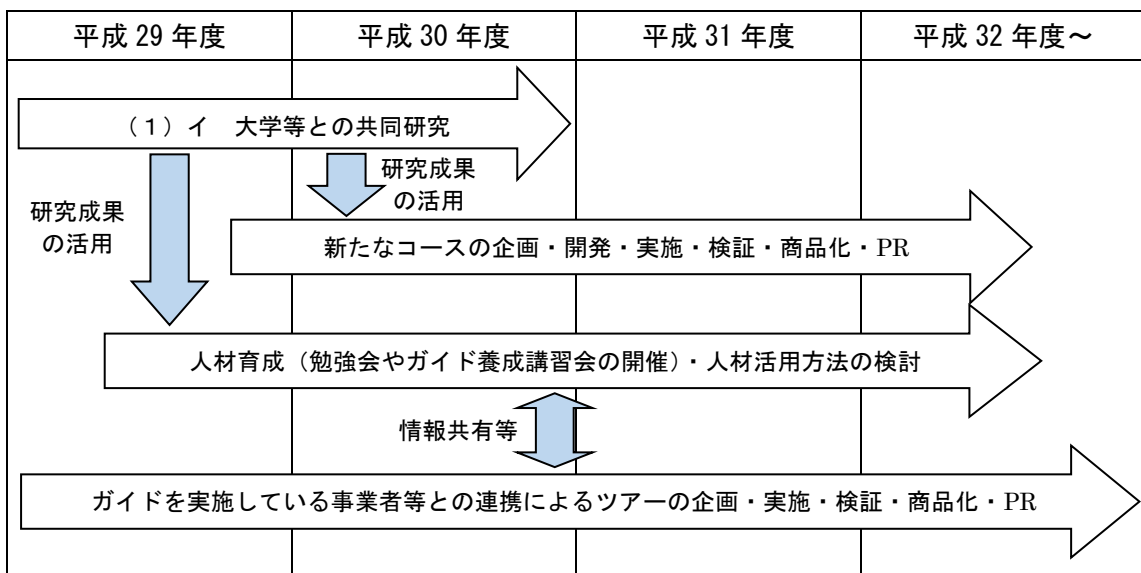 平成 29 年度
平成 30 年度
平成 31 年度
平成 32 年度～
（１）イ　大学等との共同研究
研究成果
の活用
研究成果
の活用
新たなコースの企画・開発・実施・検証・商品化・PR
人材育成（勉強会やガイド養成講習会の開催）・人材活用方法の検討
情報共有等
ガイドを実施している事業者等との連携によるツアーの企画・実施・検証・商品化・PR